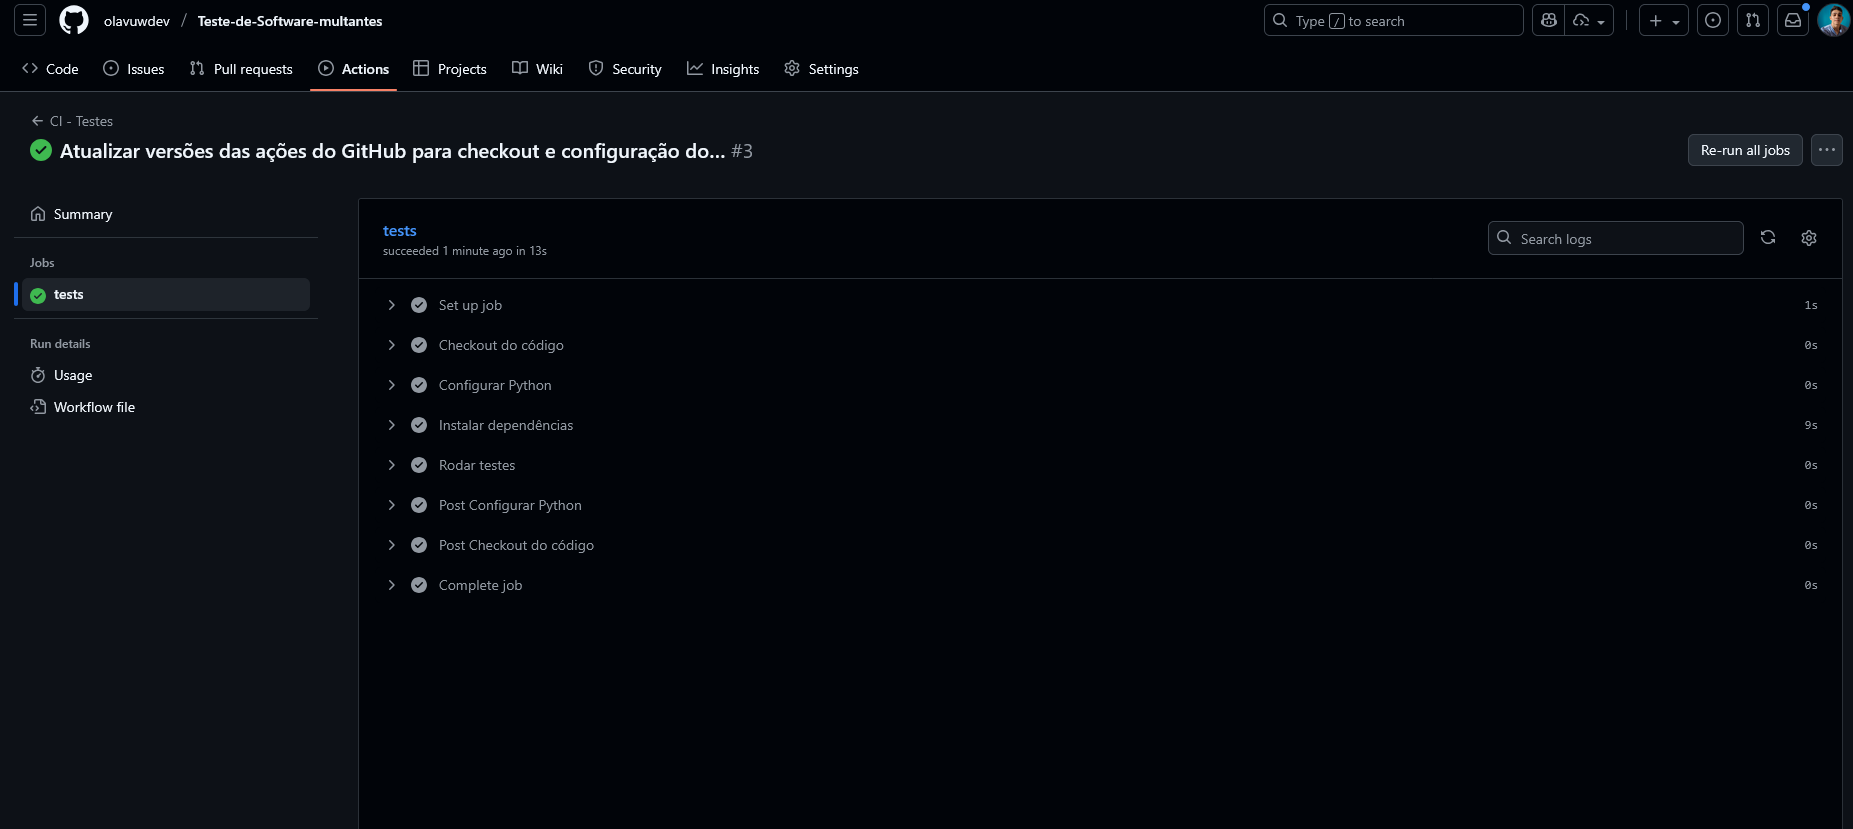 olavuwdev / Teste-de-Software-multantes
Type / to search
Code
Issues
Pull requests
Actions
Projects
Wiki
Security
Insights
Settings
CI - Testes
Atualizar versões das ações do GitHub para checkout e configuração do... #3
Re-run all jobs
Summary
Jobs
tests
Run details
Usage
Workflow file
tests
succeeded 1 minute ago in 13s
Search logs
Set up job 1s
Checkout do código 0s
Configurar Python 0s
Instalar dependências 9s
Rodar testes 0s
Post Configurar Python 0s
Post Checkout do código 0s
Complete job 0s